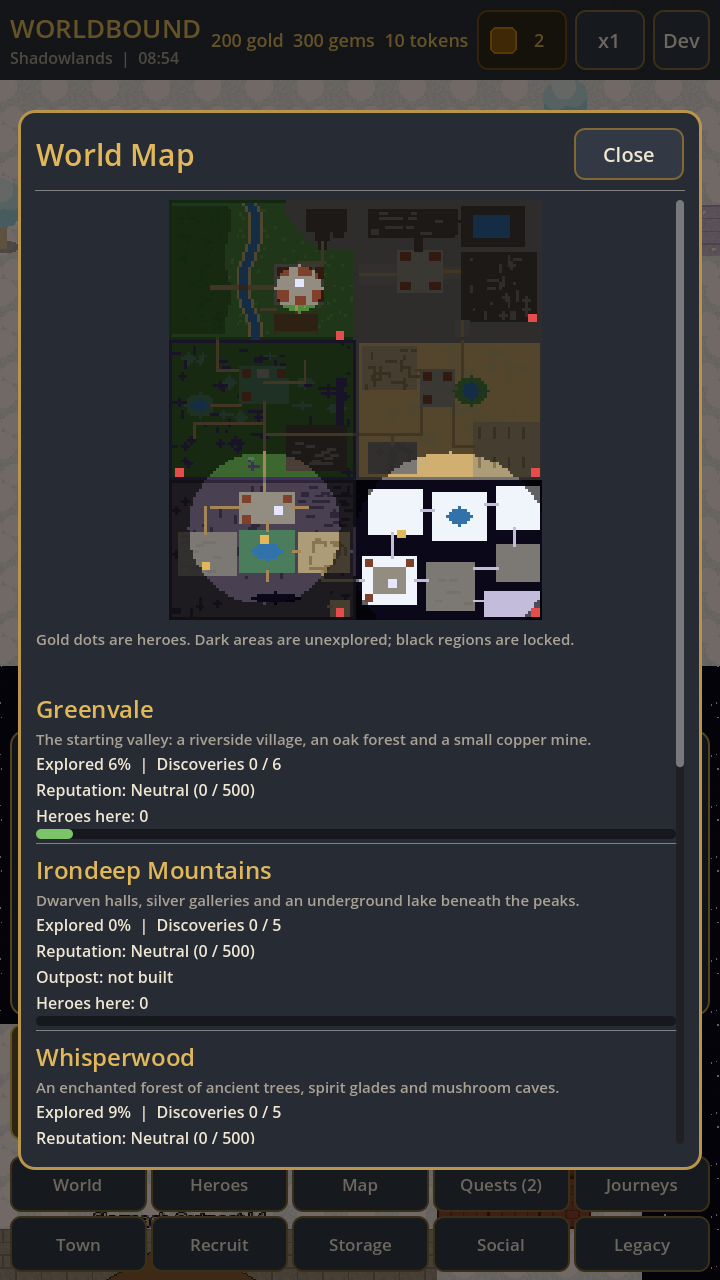 WORLDBOUND
200 gold 300 gems 10 tokens
2
x1
Dev
Shadowlands | 08:54
World Map
Close
Gold dots are heroes. Dark areas are unexplored; black regions are locked.
Greenvale
The starting valley: a riverside village, an oak forest and a small copper mine.
Explored 6% | Discoveries 0 / 6
Reputation: Neutral (0 / 500)
Heroes here: 0
Irondeep Mountains
Dwarven halls, silver galleries and an underground lake beneath the peaks.
Explored 0% | Discoveries 0 / 5
Reputation: Neutral (0 / 500)
Outpost: not built
Heroes here: 0
Whisperwood
An enchanted forest of ancient trees, spirit glades and mushroom caves.
Explored 9% | Discoveries 0 / 5
Reputation: Neutral (0 / 500)
World
Heroes
Map
Quests (2)
Journeys
Town
Recruit
Storage
Social
Legacy